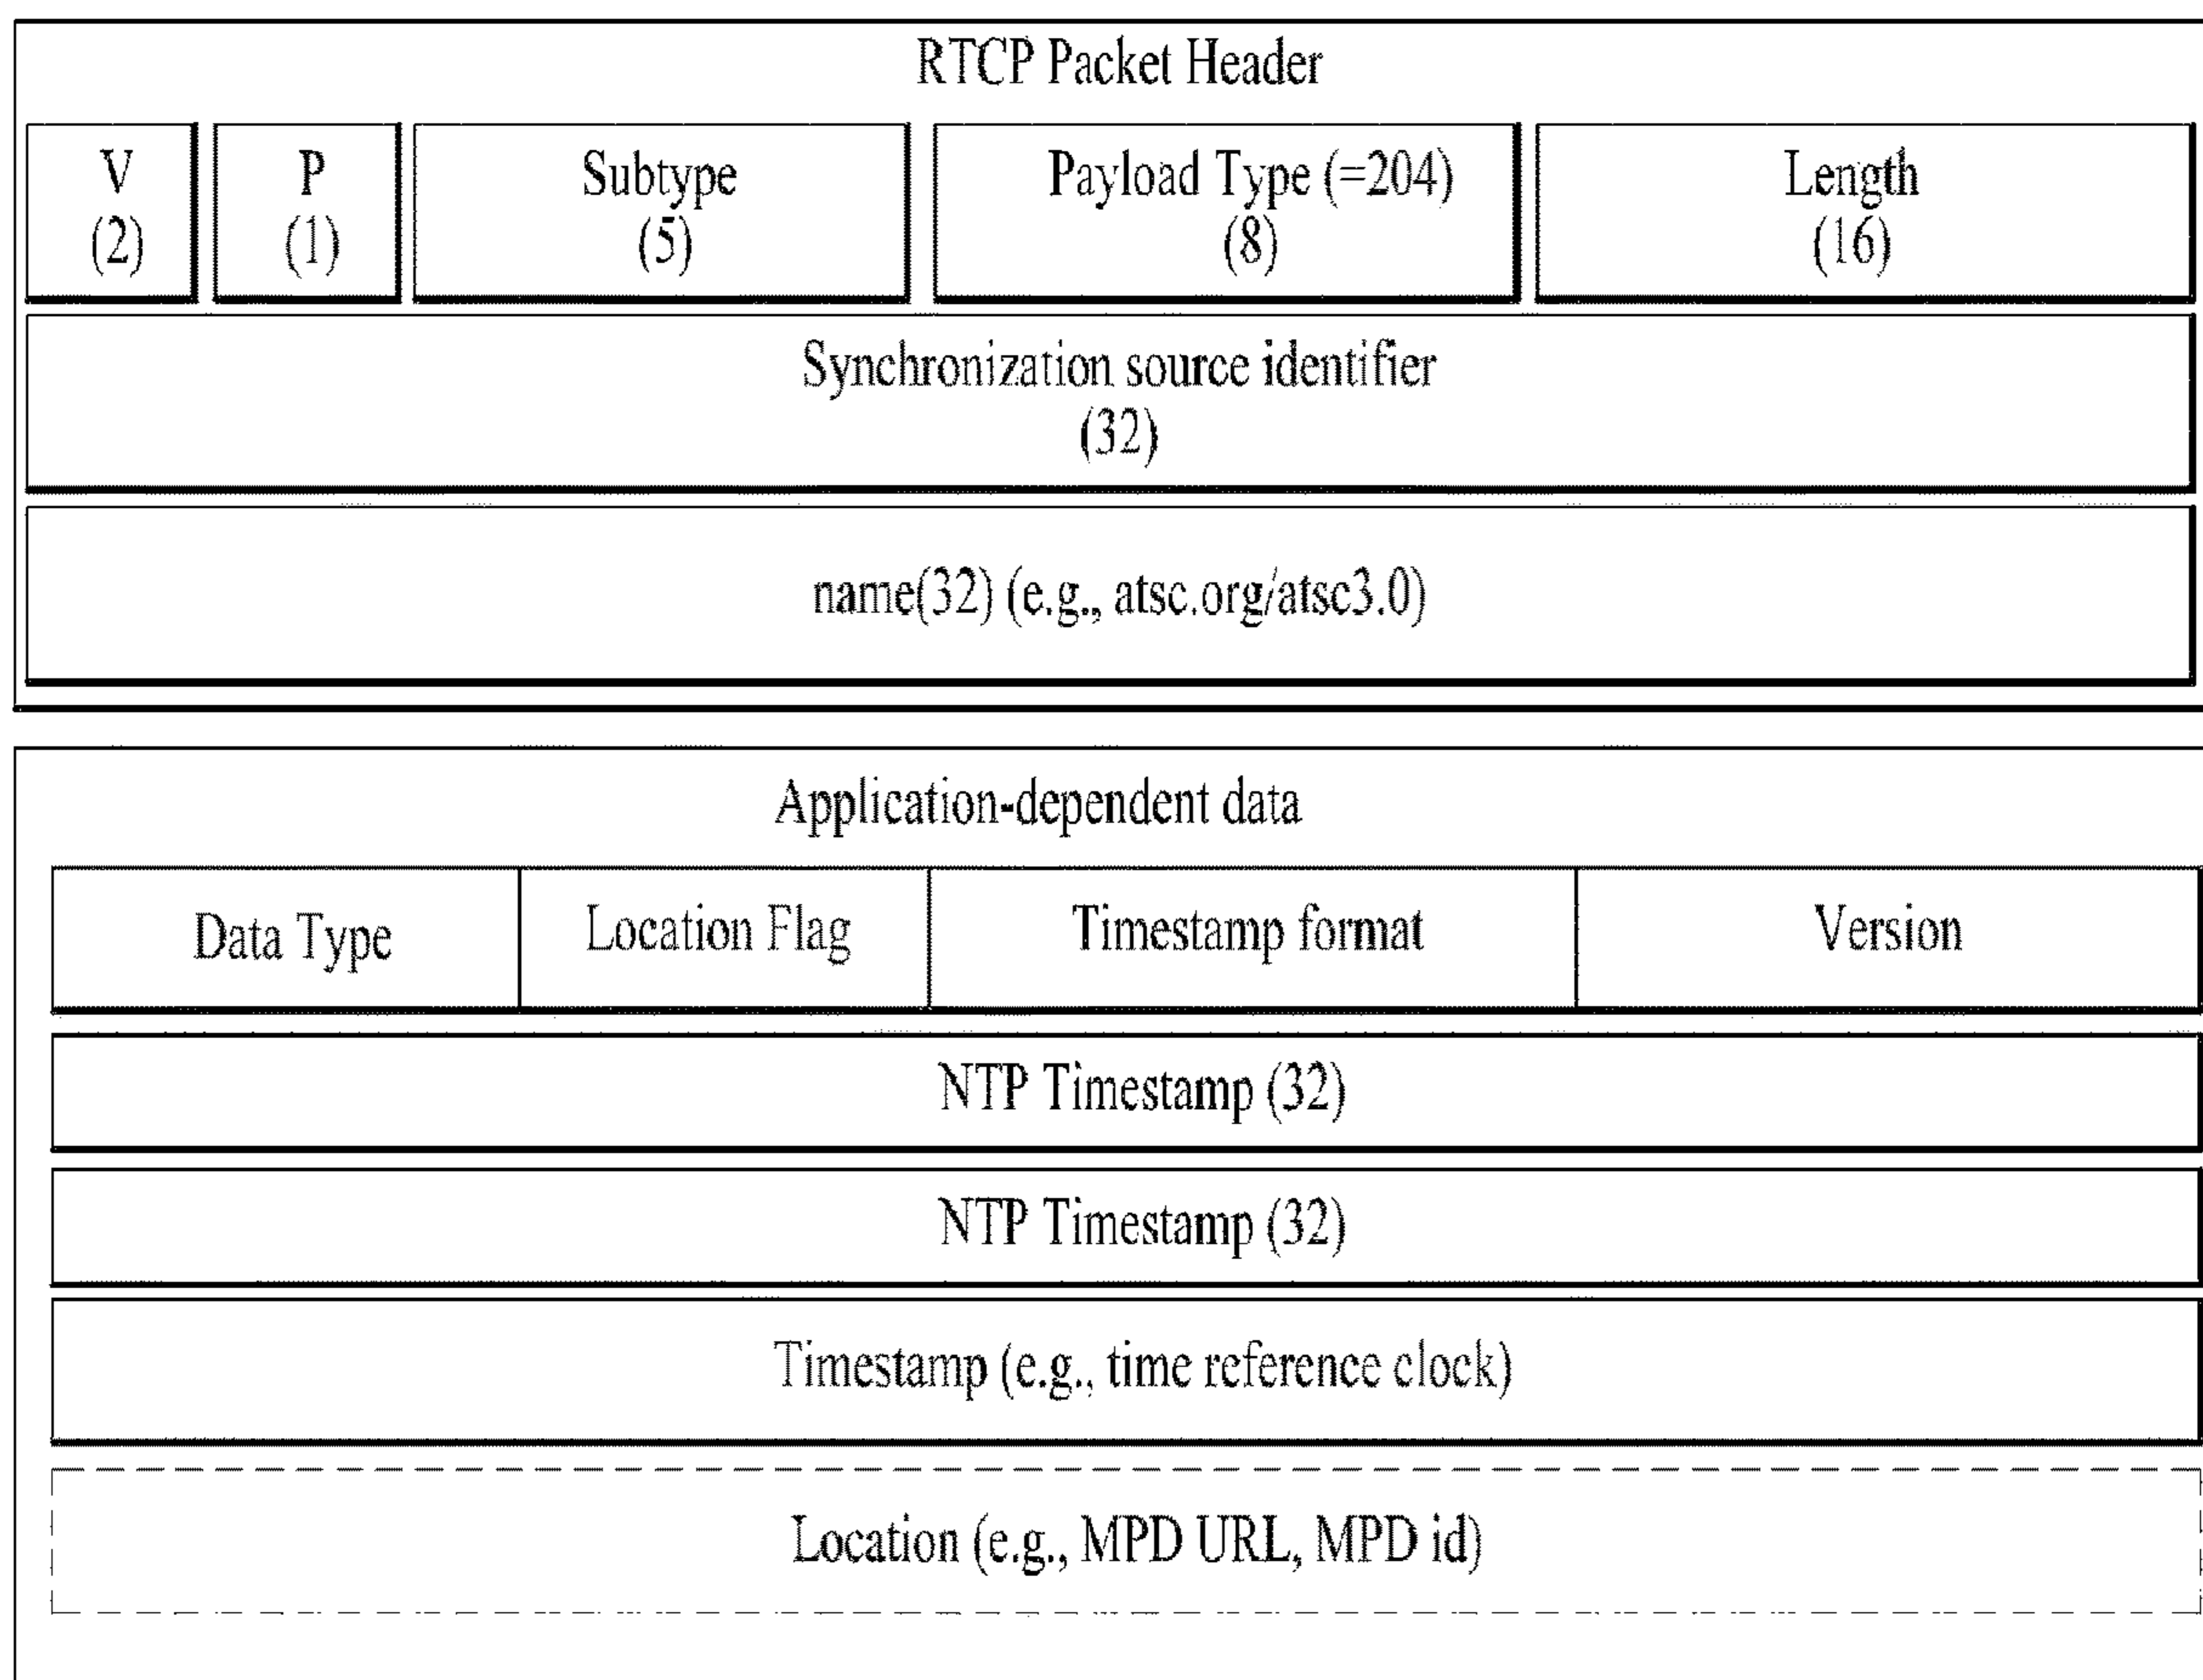 RTCP Packet Header
V
(2)
P
(1)
Subtype
(5)
Payload Type (=204)
(8)
Length
(16)
Synchronization source identifier
(32)
name(32) (e.g., atsc.org/atsc3.0)
Application-dependent data
Data Type
Location Flag
Timestamp format
Version
NTP Timestamp (32)
NTP Timestamp (32)
Timestamp (e.g., time reference clock)
Location (e.g., MPD URL, MPD id)